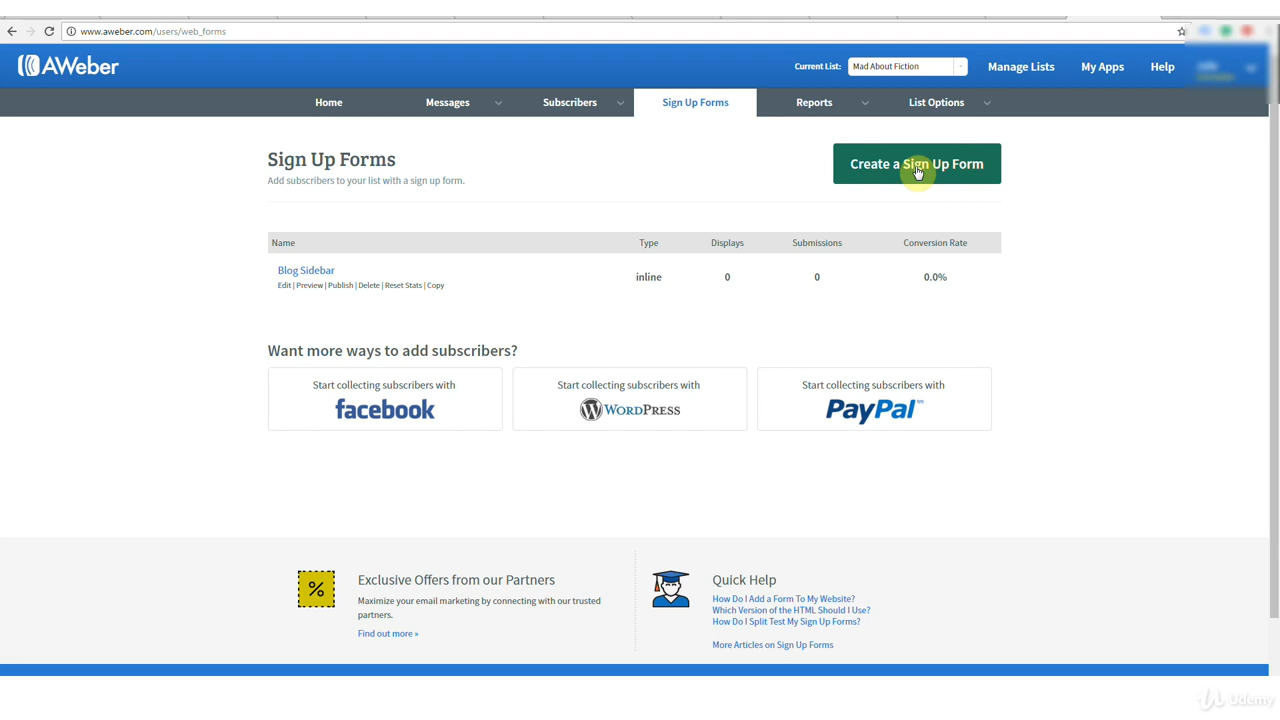 www.aweber.com/users/web_forms
AWeber
Current List: Mad About Fiction Manage Lists My Apps Help
Home Messages Subscribers Sign Up Forms Reports List Options
Sign Up Forms
Create a Sign Up Form
Add subscribers to your list with a sign up form.
Name Type Displays Submissions Conversion Rate
Blog Sidebar
inline 0 0 0.0%
Edit | Preview | Publish | Delete | Reset Stats | Copy
Want more ways to add subscribers?
Start collecting subscribers with
facebook
Start collecting subscribers with
WORDPRESS
Start collecting subscribers with
PayPal™
Exclusive Offers from our Partners
Maximize your email marketing by connecting with our trusted
partners.
Find out more »
Quick Help
How Do I Add a Form To My Website?
Which Version of the HTML Should I Use?
How Do I Split Test My Sign Up Forms?
More Articles on Sign Up Forms
Udemy